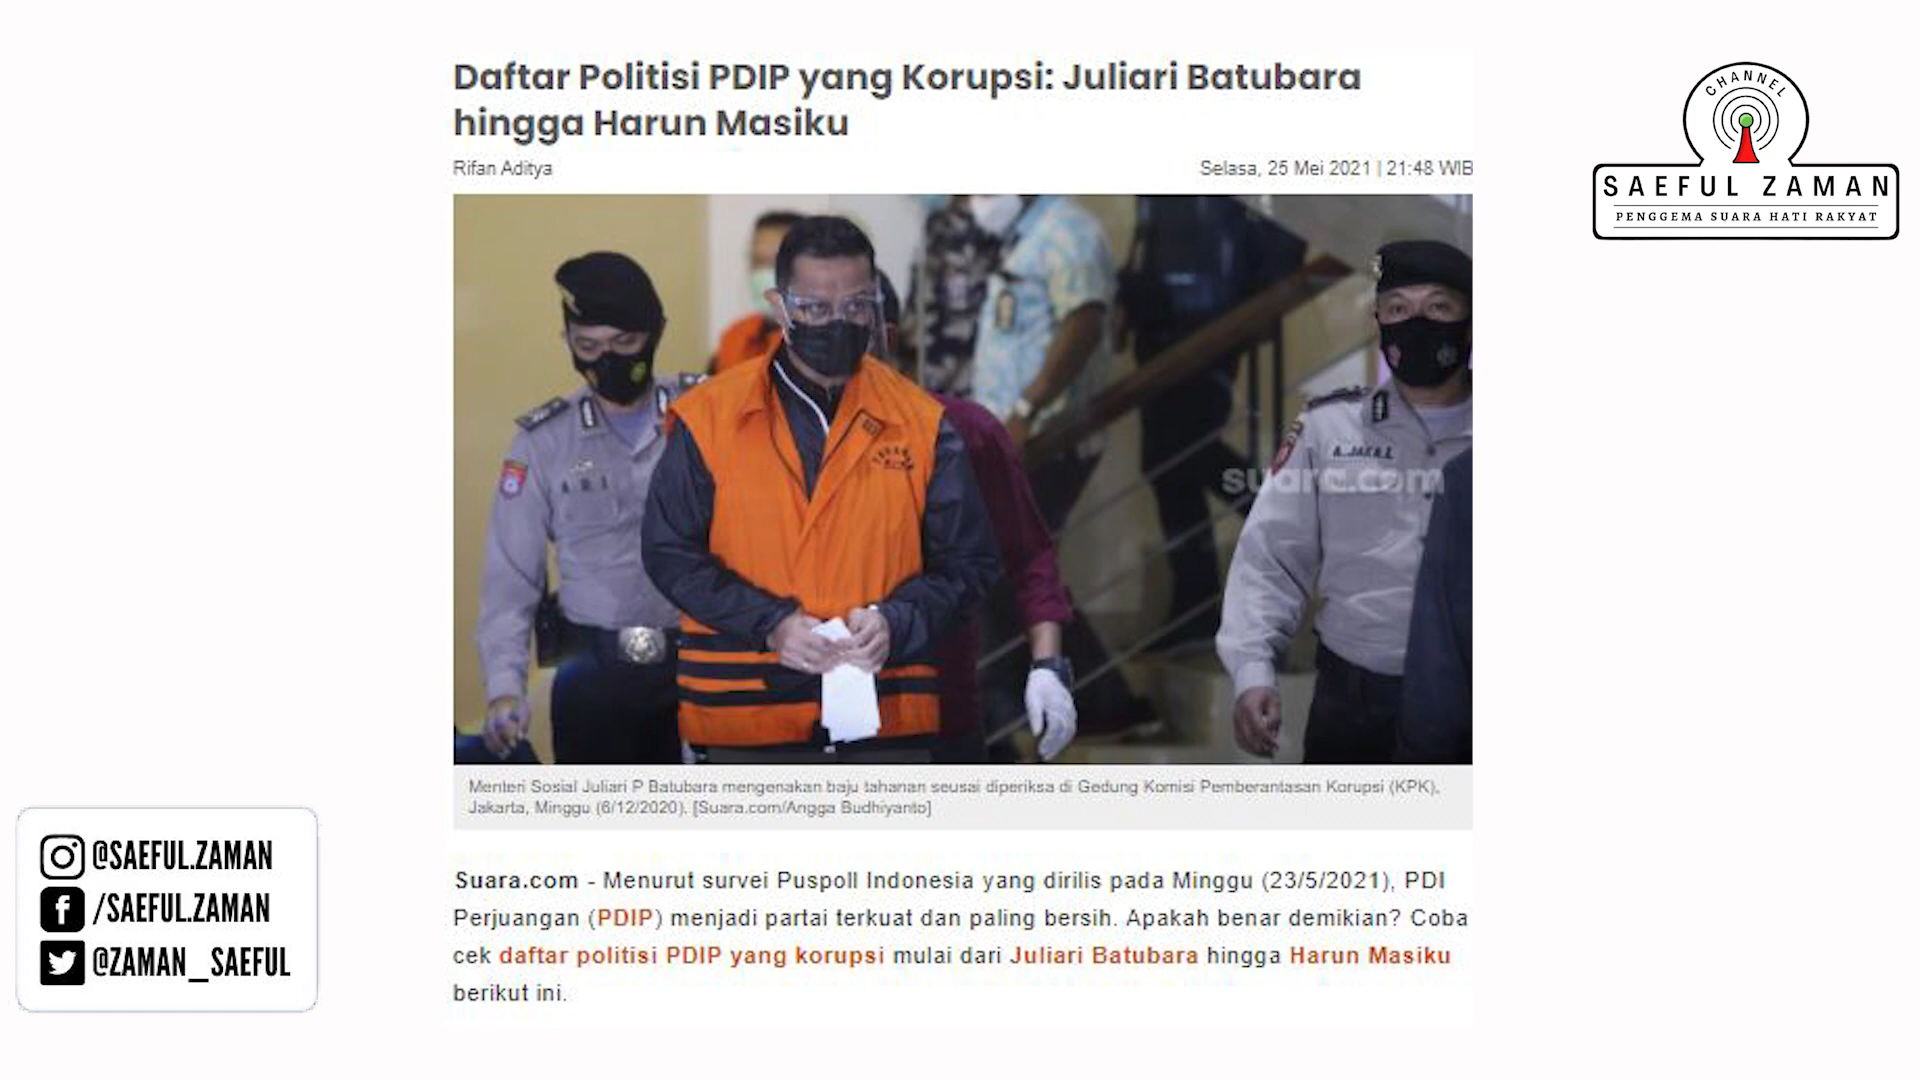 Daftar Politisi PDIP yang Korupsi: Juliari Batubara
hingga Harun Masiku
Rifan Aditya
Selasa, 25 Mei 2021 | 21:48 WIB
CHANNEL
SAEFUL ZAMAN
PENGGEMA SUARA HATI RAKYAT
ADI
A. JAKA.L
suara.com
Menteri Sosial Juliari P Batubara mengenakan baju tahanan seusai diperiksa di Gedung Komisi Pemberantasan Korupsi (KPK),
Jakarta, Minggu (6/12/2020). [Suara.com/Angga Budhiyanto]
Suara.com - Menurut survei Puspoll Indonesia yang dirilis pada Minggu (23/5/2021), PDI
Perjuangan (PDIP) menjadi partai terkuat dan paling bersih. Apakah benar demikian? Coba
cek daftar politisi PDIP yang korupsi mulai dari Juliari Batubara hingga Harun Masiku
berikut ini.
@SAEFUL.ZAMAN
/SAEFUL.ZAMAN
@ZAMAN_SAEFUL